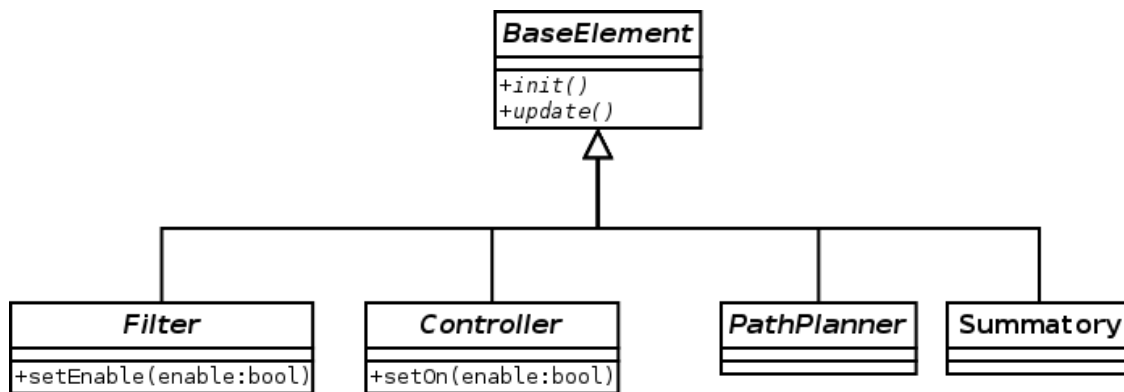 BaseElement
+init()
+update()
Filter
+setEnable(enable:bool)
Controller
+setOn(enable:bool)
PathPlanner
Summatory